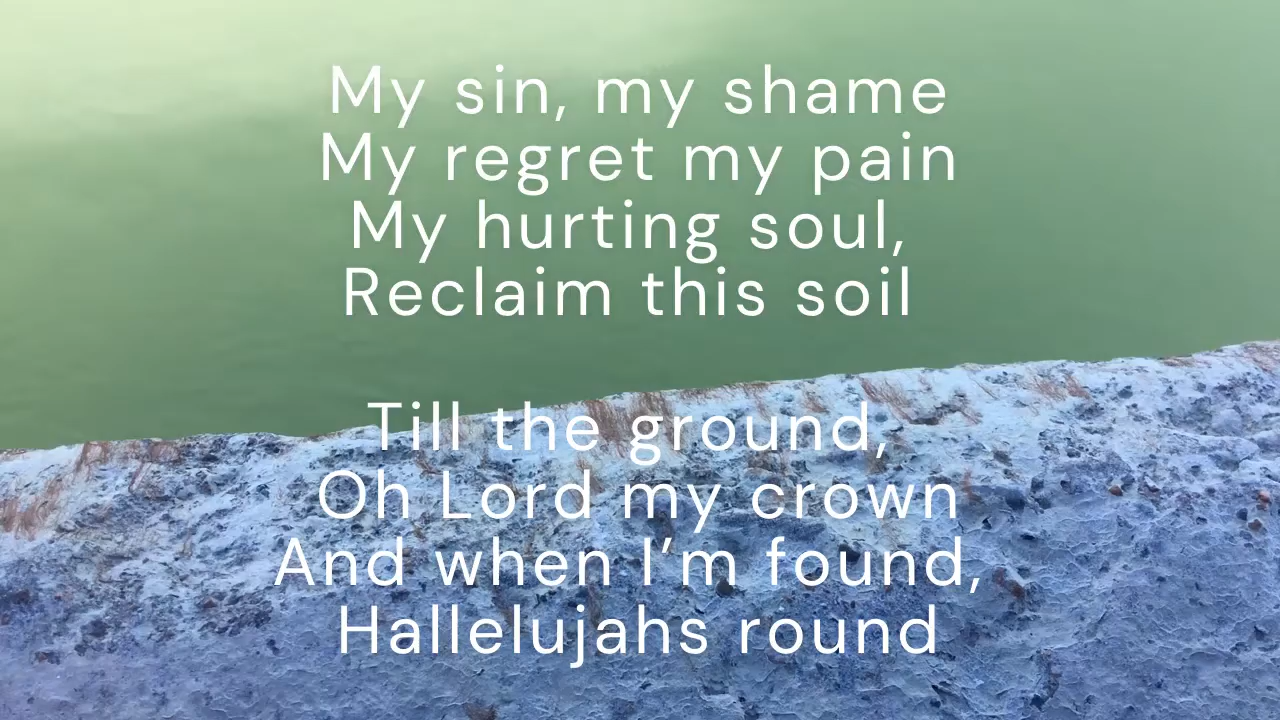 My sin, my shame
My regret my pain
My hurting soul,
Reclaim this soil
Till the ground,
Oh Lord my crown
And when I’m found,
Hallelujahs round